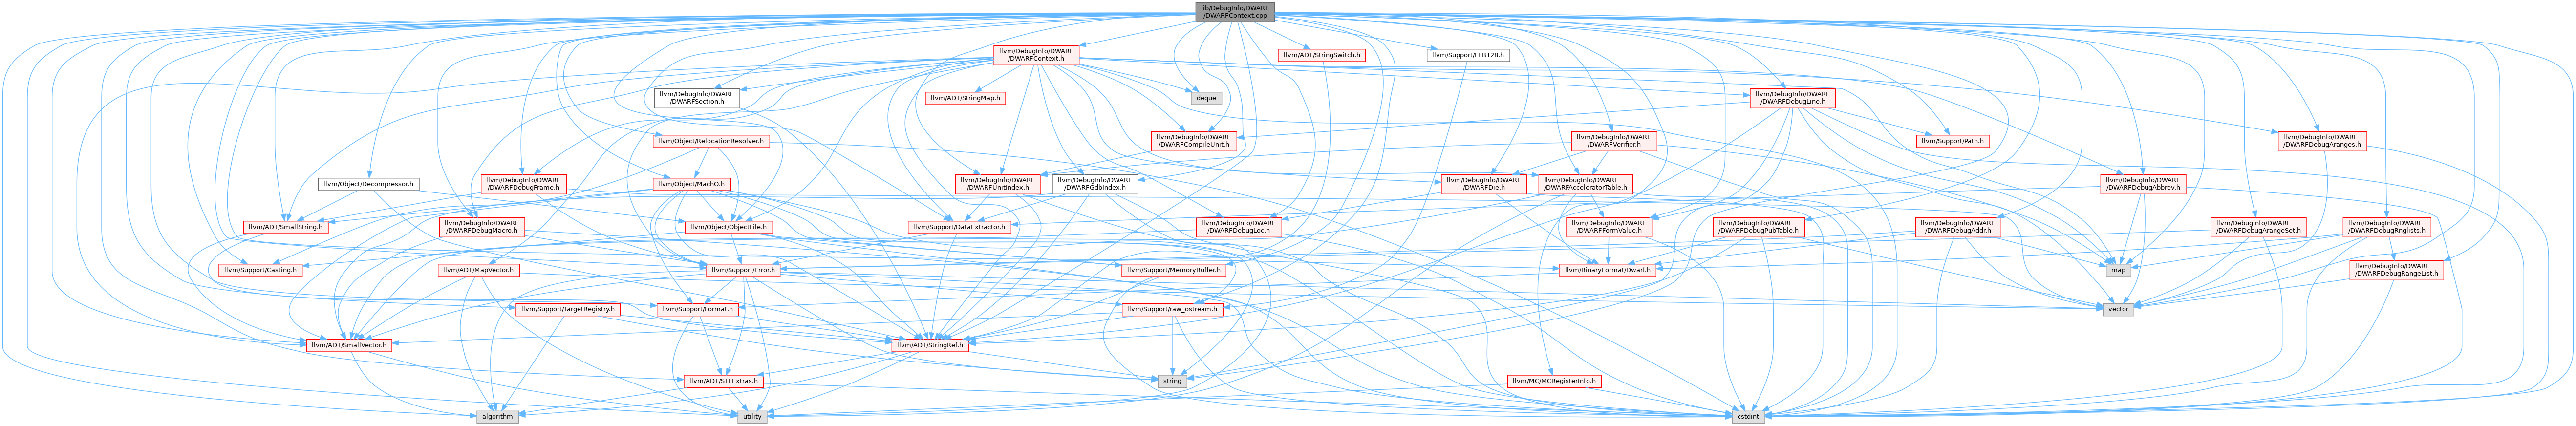 lib/DebugInfo/DWARF
/DWARFContext.cpp
llvm/DebugInfo/DWARF
/DWARFContext.h
llvm/ADT/StringSwitch.h
llvm/Support/LEB128.h
llvm/DebugInfo/DWARF
/DWARFSection.h
llvm/ADT/StringMap.h
deque
llvm/DebugInfo/DWARF
/DWARFDebugLine.h
llvm/Object/RelocationResolver.h
llvm/DebugInfo/DWARF
/DWARFCompileUnit.h
llvm/DebugInfo/DWARF
/DWARFVerifier.h
llvm/Support/Path.h
llvm/DebugInfo/DWARF
/DWARFDebugAranges.h
llvm/Object/Decompressor.h
llvm/DebugInfo/DWARF
/DWARFDebugFrame.h
llvm/Object/MachO.h
llvm/DebugInfo/DWARF
/DWARFUnitIndex.h
llvm/DebugInfo/DWARF
/DWARFGdbIndex.h
llvm/DebugInfo/DWARF
/DWARFDie.h
llvm/DebugInfo/DWARF
/DWARFAcceleratorTable.h
llvm/DebugInfo/DWARF
/DWARFDebugAbbrev.h
llvm/ADT/SmallString.h
llvm/DebugInfo/DWARF
/DWARFDebugMacro.h
llvm/Object/ObjectFile.h
llvm/Support/DataExtractor.h
llvm/DebugInfo/DWARF
/DWARFDebugLoc.h
llvm/DebugInfo/DWARF
/DWARFFormValue.h
llvm/DebugInfo/DWARF
/DWARFDebugPubTable.h
llvm/DebugInfo/DWARF
/DWARFDebugAddr.h
llvm/DebugInfo/DWARF
/DWARFDebugArangeSet.h
llvm/DebugInfo/DWARF
/DWARFDebugRnglists.h
llvm/Support/Casting.h
llvm/ADT/MapVector.h
llvm/Support/Error.h
llvm/Support/MemoryBuffer.h
llvm/BinaryFormat/Dwarf.h
map
llvm/DebugInfo/DWARF
/DWARFDebugRangeList.h
llvm/Support/TargetRegistry.h
llvm/Support/Format.h
llvm/Support/raw_ostream.h
vector
llvm/ADT/SmallVector.h
llvm/ADT/StringRef.h
llvm/ADT/STLExtras.h
string
llvm/MC/MCRegisterInfo.h
algorithm
utility
cstdint